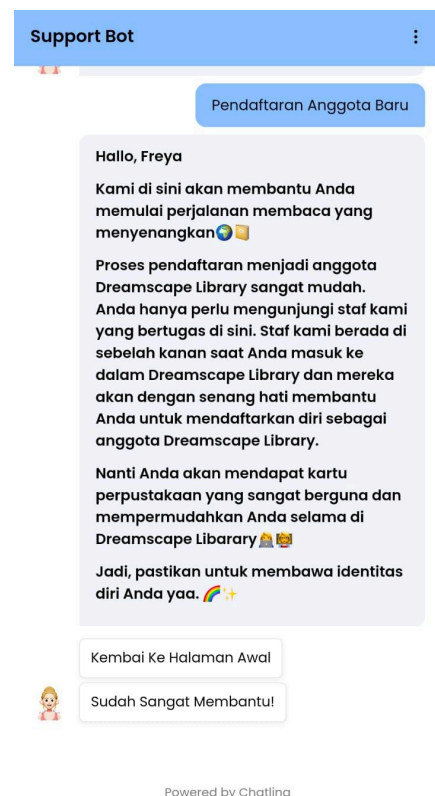 Support Bot
Pendaftaran Anggota Baru
Hallo, Freya
Kami di sini akan membantu Anda
memulai perjalanan membaca yang
menyenangkan🌍📔
Proses pendaftaran menjadi anggota
Dreamscape Library sangat mudah.
Anda hanya perlu mengunjungi staf kami
yang bertugas di sini. Staf kami berada di
sebelah kanan saat Anda masuk ke
dalam Dreamscape Library dan mereka
akan dengan senang hati membantu
Anda untuk mendaftarkan diri sebagai
anggota Dreamscape Library.
Nanti Anda akan mendapat kartu
perpustakaan yang sangat berguna dan
mempermudahkan Anda selama di
Dreamscape Libarary
Jadi, pastikan untuk membawa identitas
diri Anda yaa. 🌈✨
Kembai Ke Halaman Awal
Sudah Sangat Membantu!
Powered by Chatling